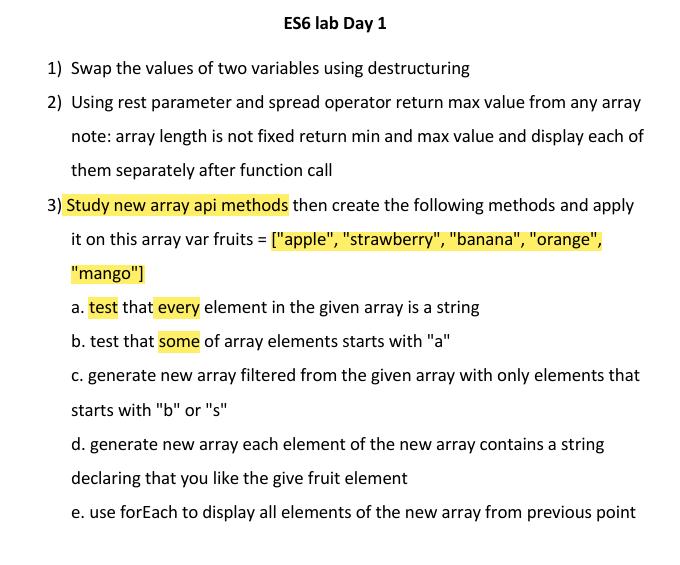 ES6 lab Day 1
1) Swap the values of two variables using destructuring
2) Using rest parameter and spread operator return max value from any array
note: array length is not fixed return min and max value and display each of
them separately after function call
3) Study new array api methods then create the following methods and apply
it on this array var fruits = ["apple", "strawberry", "banana", "orange",
"mango"]
a. test that every element in the given array is a string
b. test that some of array elements starts with "a"
c. generate new array filtered from the given array with only elements that
starts with "b" or "s"
d. generate new array each element of the new array contains a string
declaring that you like the give fruit element
e. use forEach to display all elements of the new array from previous point